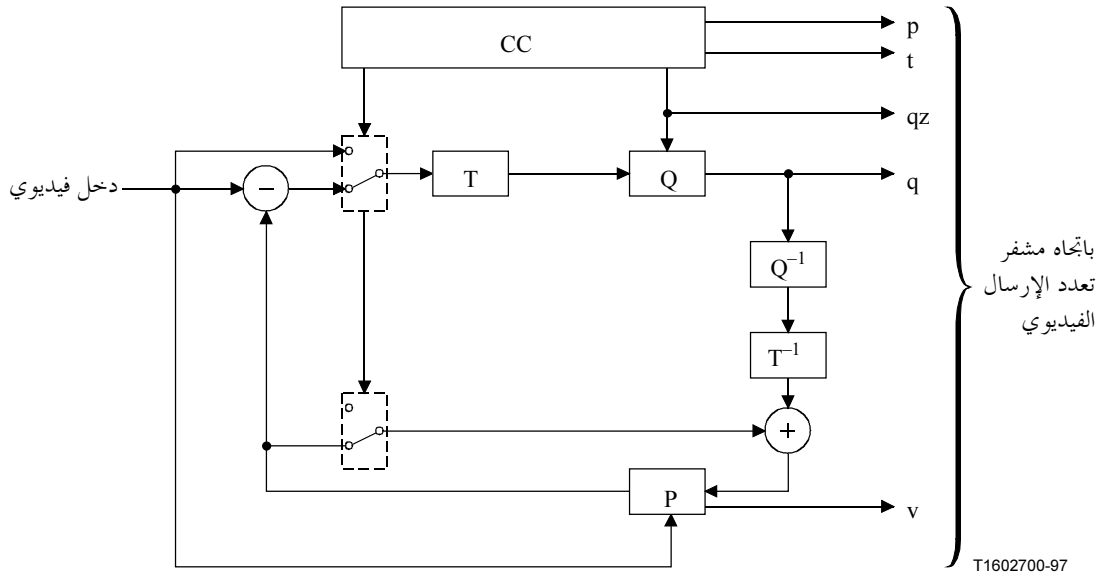 CC
p
t
qz
q
T
Q
دخل فيديوي
−
Q⁻¹
T⁻¹
باتجاه مشفر
تعدد الإرسال
الفيديوي
+
P
v
T1602700-97